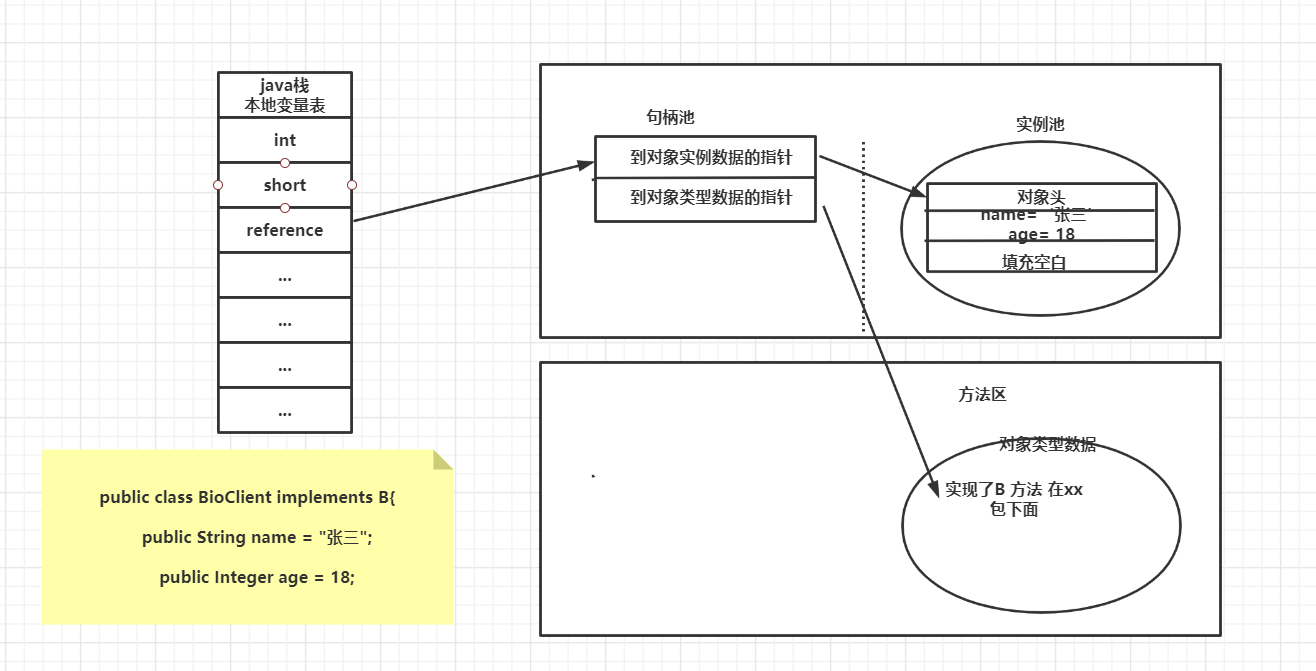 java栈
本地变量表
int
short
reference
...
...
...
...
句柄池
到对象实例数据的指针
到对象类型数据的指针
实例池
对象头
name= “张三”
age= 18
填充空白
方法区
对象类型数据
实现了B 方法 在xx
包下面
public class BioClient implements B{
public String name = "张三";
public Integer age = 18;